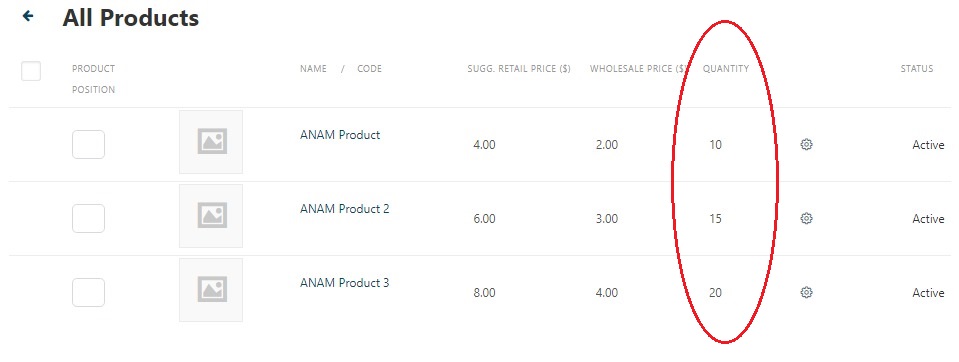 All Products
PRODUCT POSITION NAME / CODE SUGG. RETAIL PRICE ($) WHOLESALE PRICE ($) QUANTITY STATUS
ANAM Product 4.00 2.00 10 Active
ANAM Product 2 6.00 3.00 15 Active
ANAM Product 3 8.00 4.00 20 Active